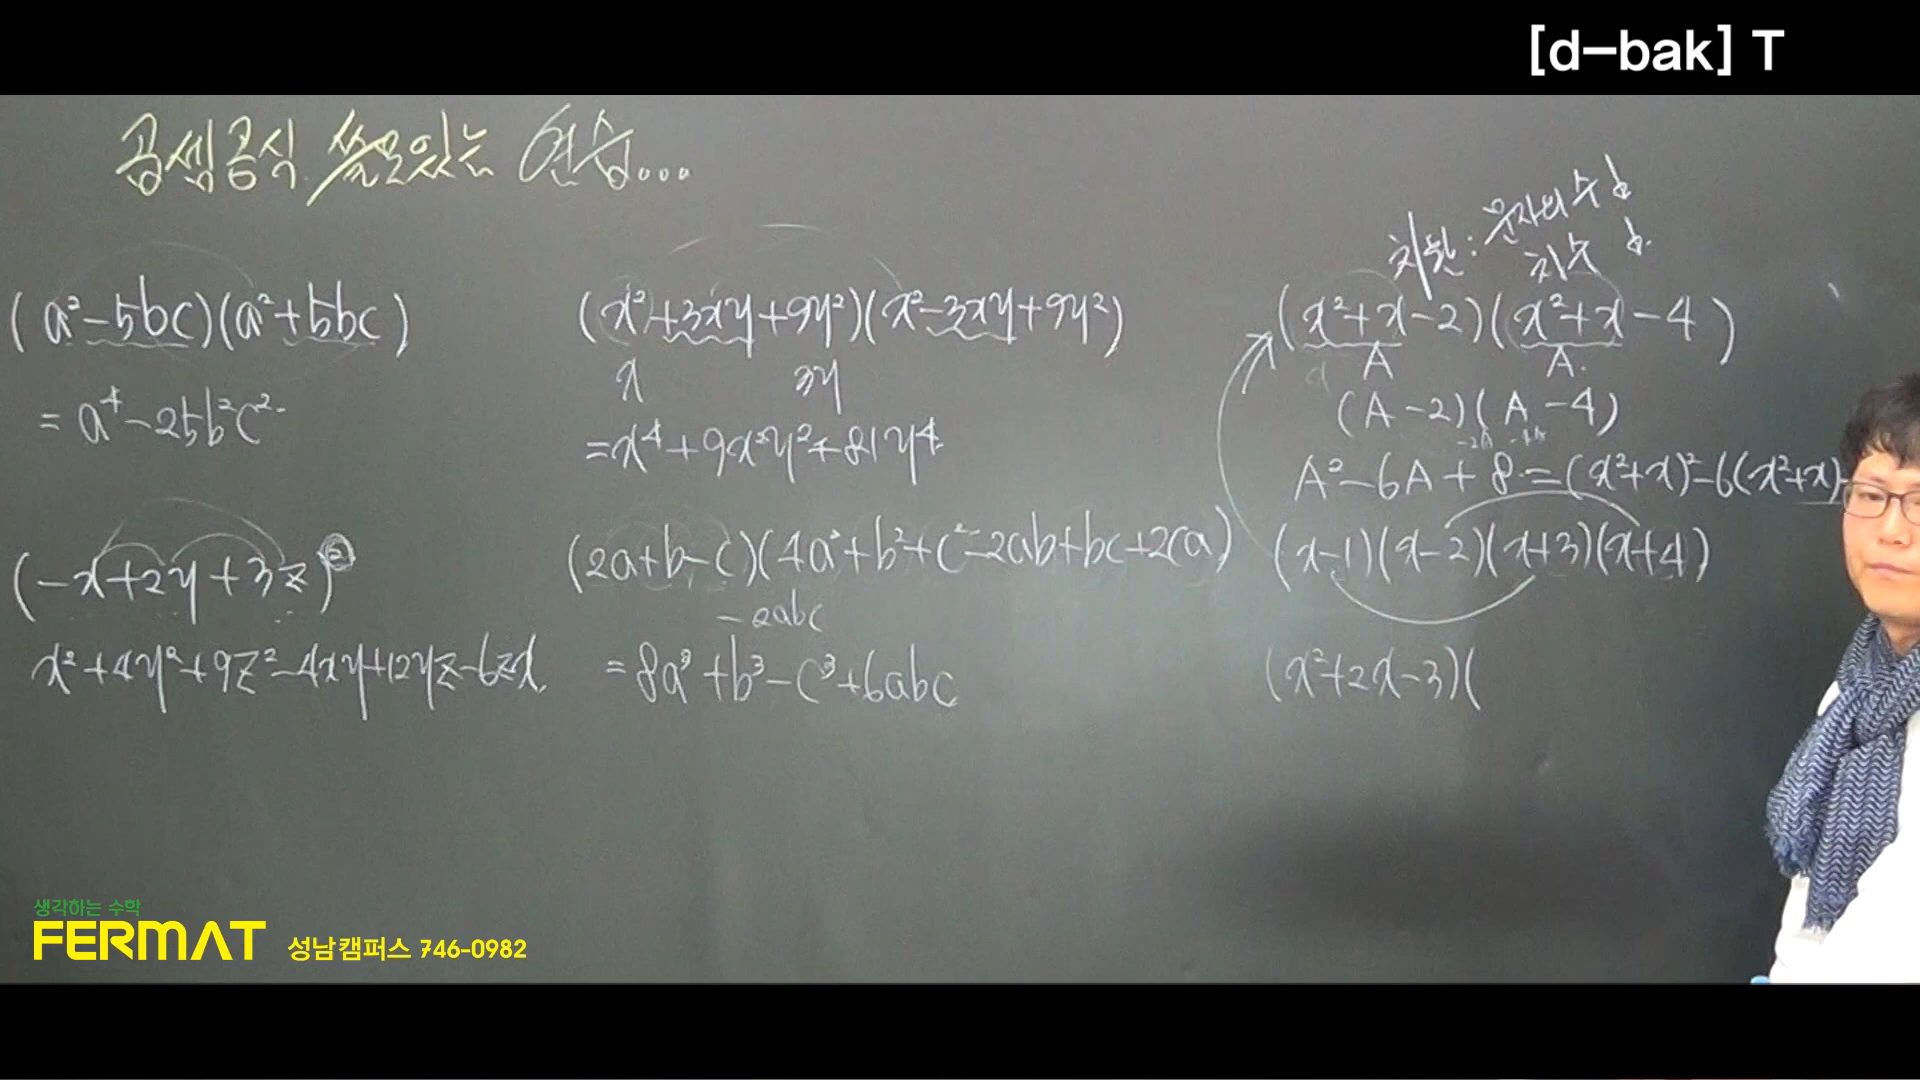 [d-bak] T
곱셈공식 쓸모있는 연습...
(a²-5bc)(a²+5bc)
= a⁴-25b²c²
(-x+2y+3z)²
x²+4y²+9z²-4xy+12yz-6zx
(x²+3xy+9y²)(x²-3xy+9y²)
x 3y
=x⁴+9x²y²+81y⁴
(2a+b-c)(4a²+b²+c²-2ab+bc+2ca)
-2abc
=8a³+b³-c³+6abc
치환: 문자의 수 ↓
치수 ↓
(x²+x-2)(x²+x-4)
A A
(A-2)(A-4)
A²-6A+8=(x²+x)²-6(x²+x)
(x-1)(x-2)(x+3)(x+4)
(x²+2x-3)(
생각하는 수학
FERMAT 성남캠퍼스 746-0982